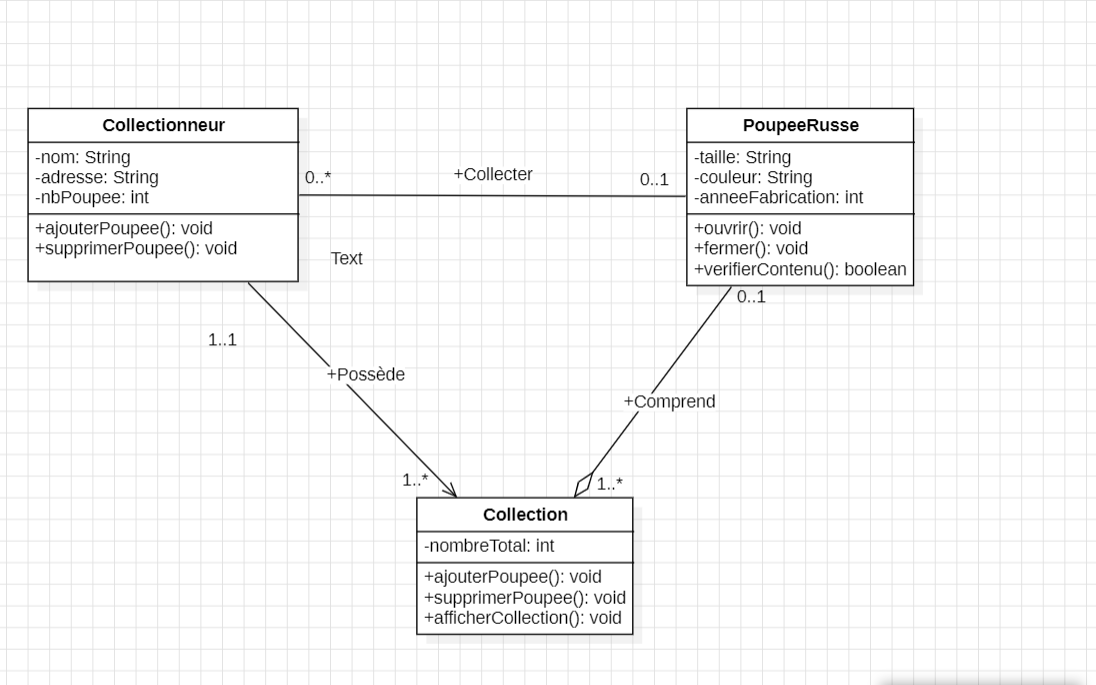 Collectionneur
-nom: String
-adresse: String
-nbPoupee: int
+ajouterPoupee(): void
+supprimerPoupee(): void
0..*
+Collecter
0..1
PoupeeRusse
-taille: String
-couleur: String
-anneeFabrication: int
+ouvrir(): void
+fermer(): void
+verifierContenu(): boolean
Text
0..1
1..1
+Possède
+Comprend
1..*
1..*
Collection
-nombreTotal: int
+ajouterPoupee(): void
+supprimerPoupee(): void
+afficherCollection(): void